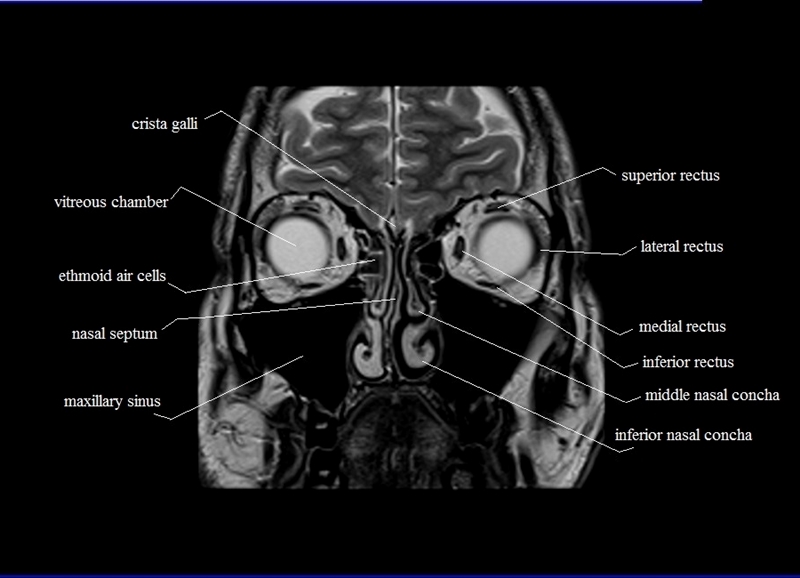 crista galli
vitreous chamber
ethmoid air cells
nasal septum
maxillary sinus
superior rectus
lateral rectus
medial rectus
inferior rectus
middle nasal concha
inferior nasal concha